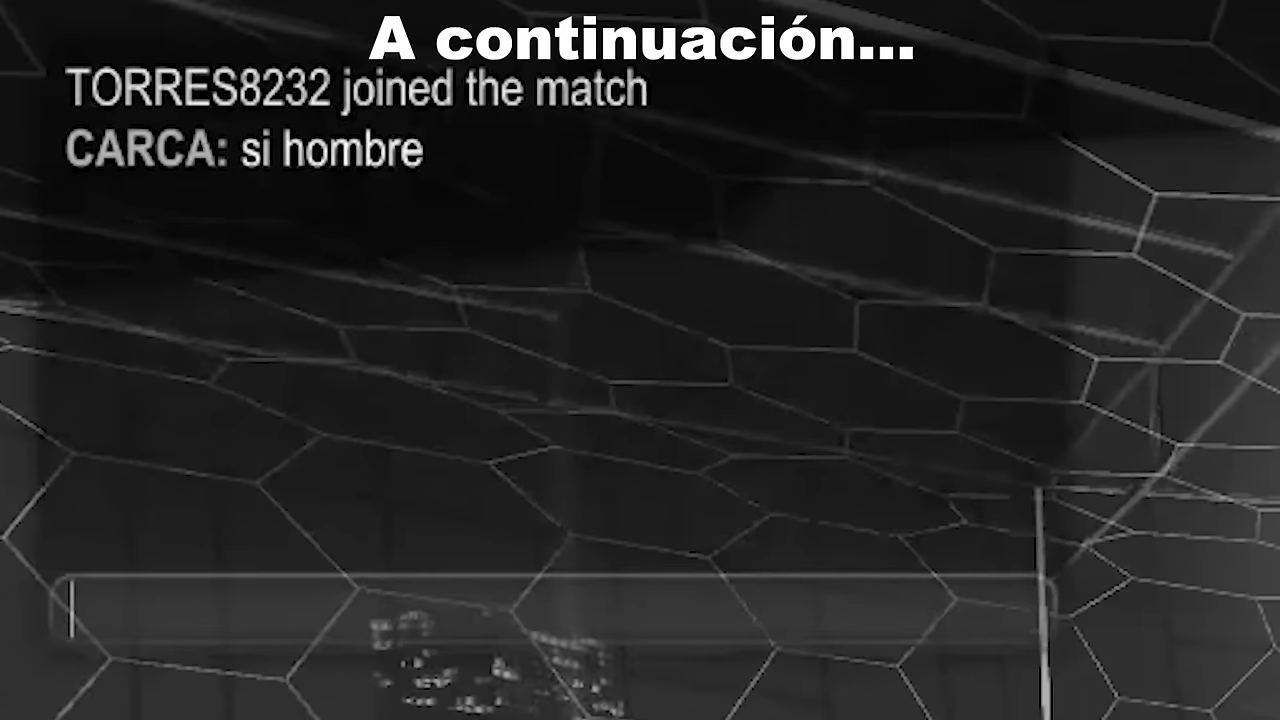 A continuación...
TORRES8232 joined the match
CARCA: si hombre